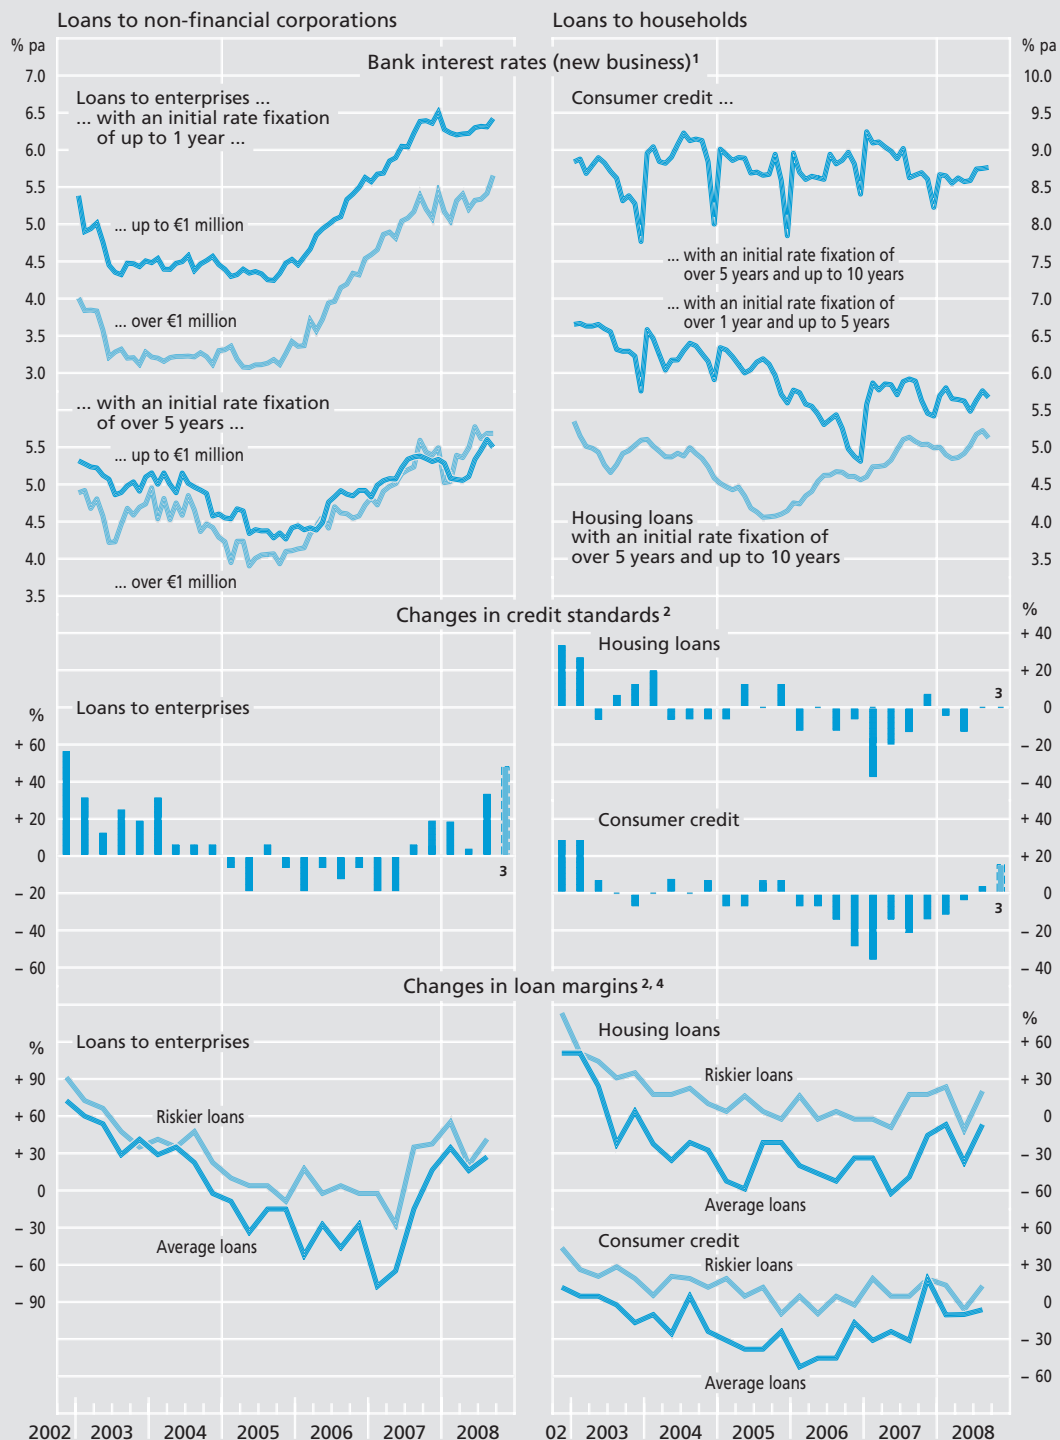 Loans to non-financial corporations
Loans to households
% pa
% pa
Bank interest rates (new business)¹
7.0
6.5
6.0
5.5
5.0
4.5
4.0
3.5
3.0
Loans to enterprises ...
... with an initial rate fixation
of up to 1 year ...
... up to €1 million
... over €1 million
... with an initial rate fixation
of over 5 years ...
5.5
5.0
4.5
4.0
3.5
... up to €1 million
... over €1 million
Consumer credit ...
... with an initial rate fixation of
over 5 years and up to 10 years
... with an initial rate fixation of
over 1 year and up to 5 years
Housing loans
with an initial rate fixation of
over 5 years and up to 10 years
10.0
9.5
9.0
8.5
8.0
7.0
6.5
6.0
5.5
5.0
4.5
4.0
3.5
Changes in credit standards ²
%
Loans to enterprises
+ 60
+ 40
+ 20
0
– 20
– 40
– 60
3
%
Housing loans
+ 40
+ 20
0
– 20
– 40
3
Consumer credit
+ 40
+ 20
0
– 20
– 40
3
Changes in loan margins ²˒ ⁴
%
Loans to enterprises
+ 90
+ 60
+ 30
0
– 30
– 60
– 90
Riskier loans
Average loans
%
Housing loans
+ 60
+ 30
0
– 30
– 60
Riskier loans
Average loans
Consumer credit
+ 60
+ 30
0
– 30
– 60
Riskier loans
Average loans
2002 2003 2004 2005 2006 2007 2008
02 2003 2004 2005 2006 2007 2008